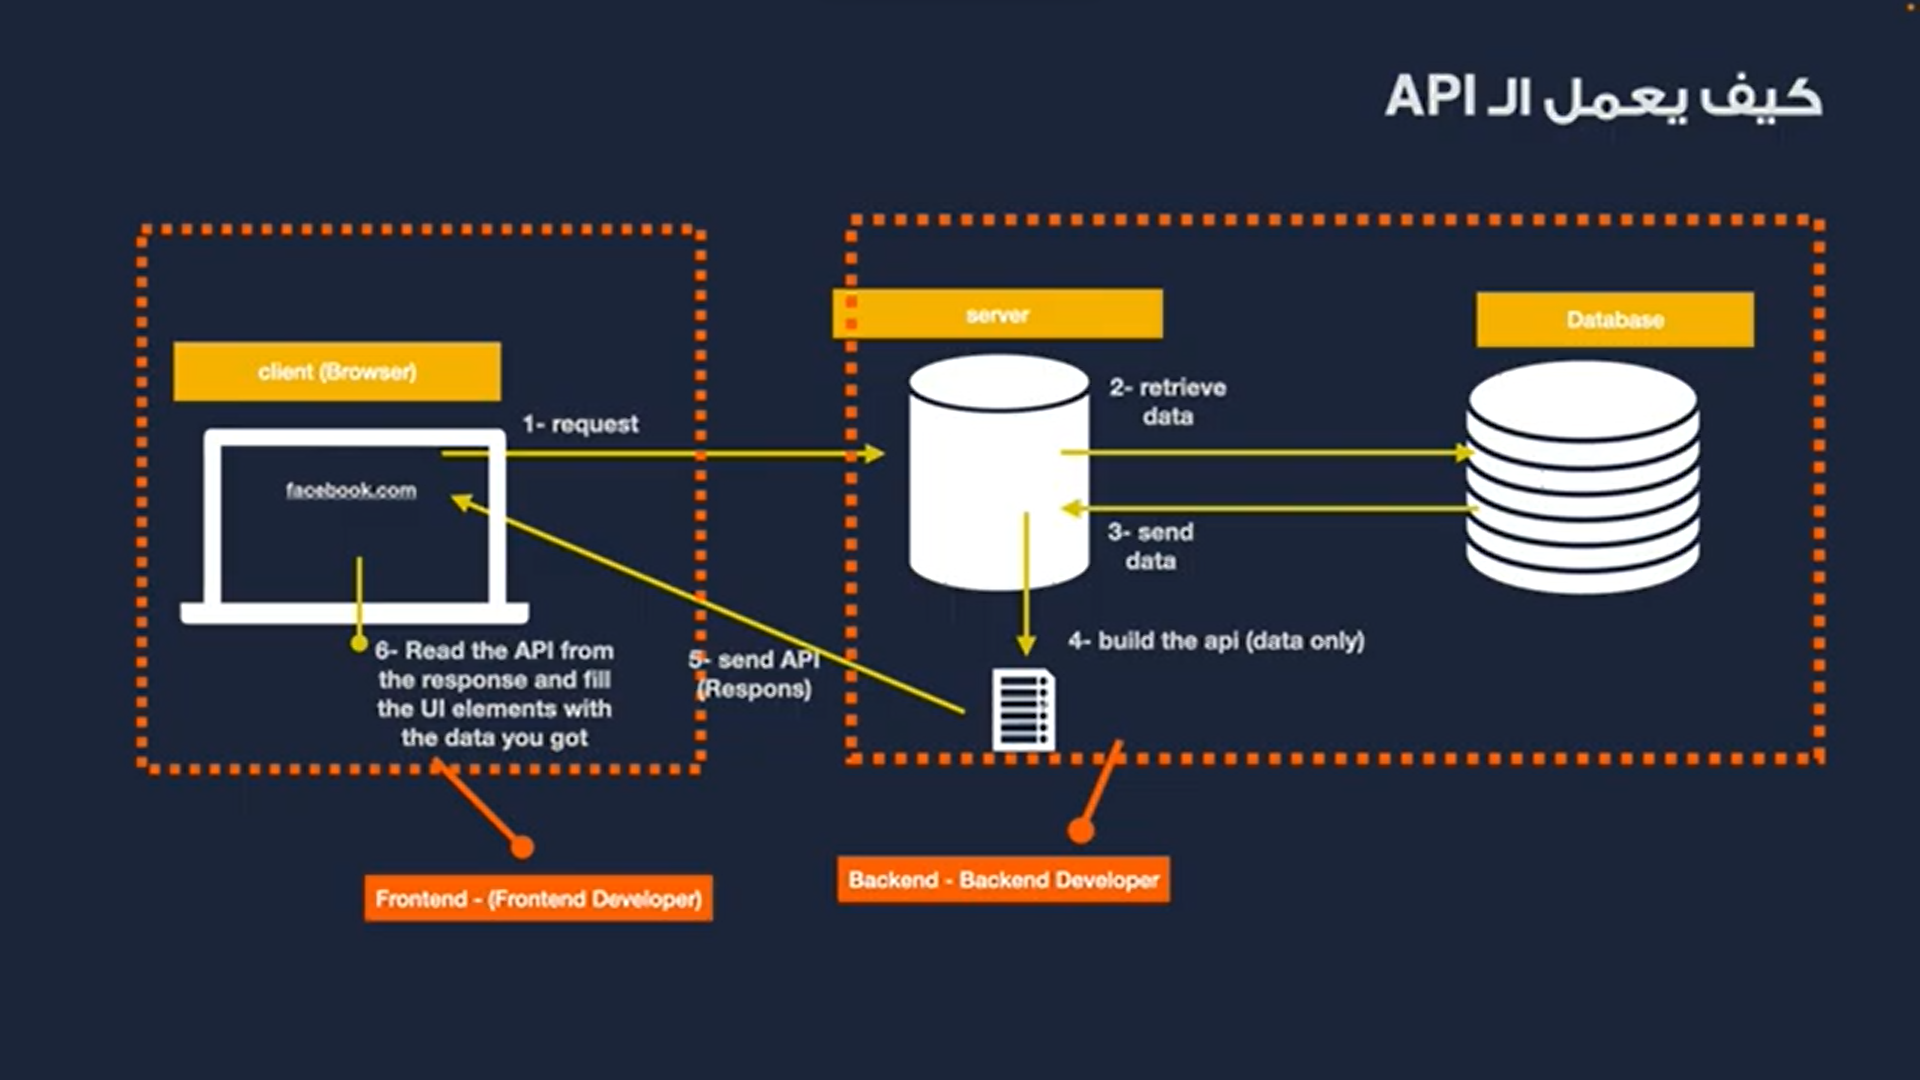 كيف يعمل الـ API
server
Database
client (Browser)
2- retrieve
data
1- request
facebook.com
3- send
data
4- build the api (data only)
6- Read the API from
the response and fill
the UI elements with
the data you got
5- send API
(Respons)
Backend - Backend Developer
Frontend - (Frontend Developer)